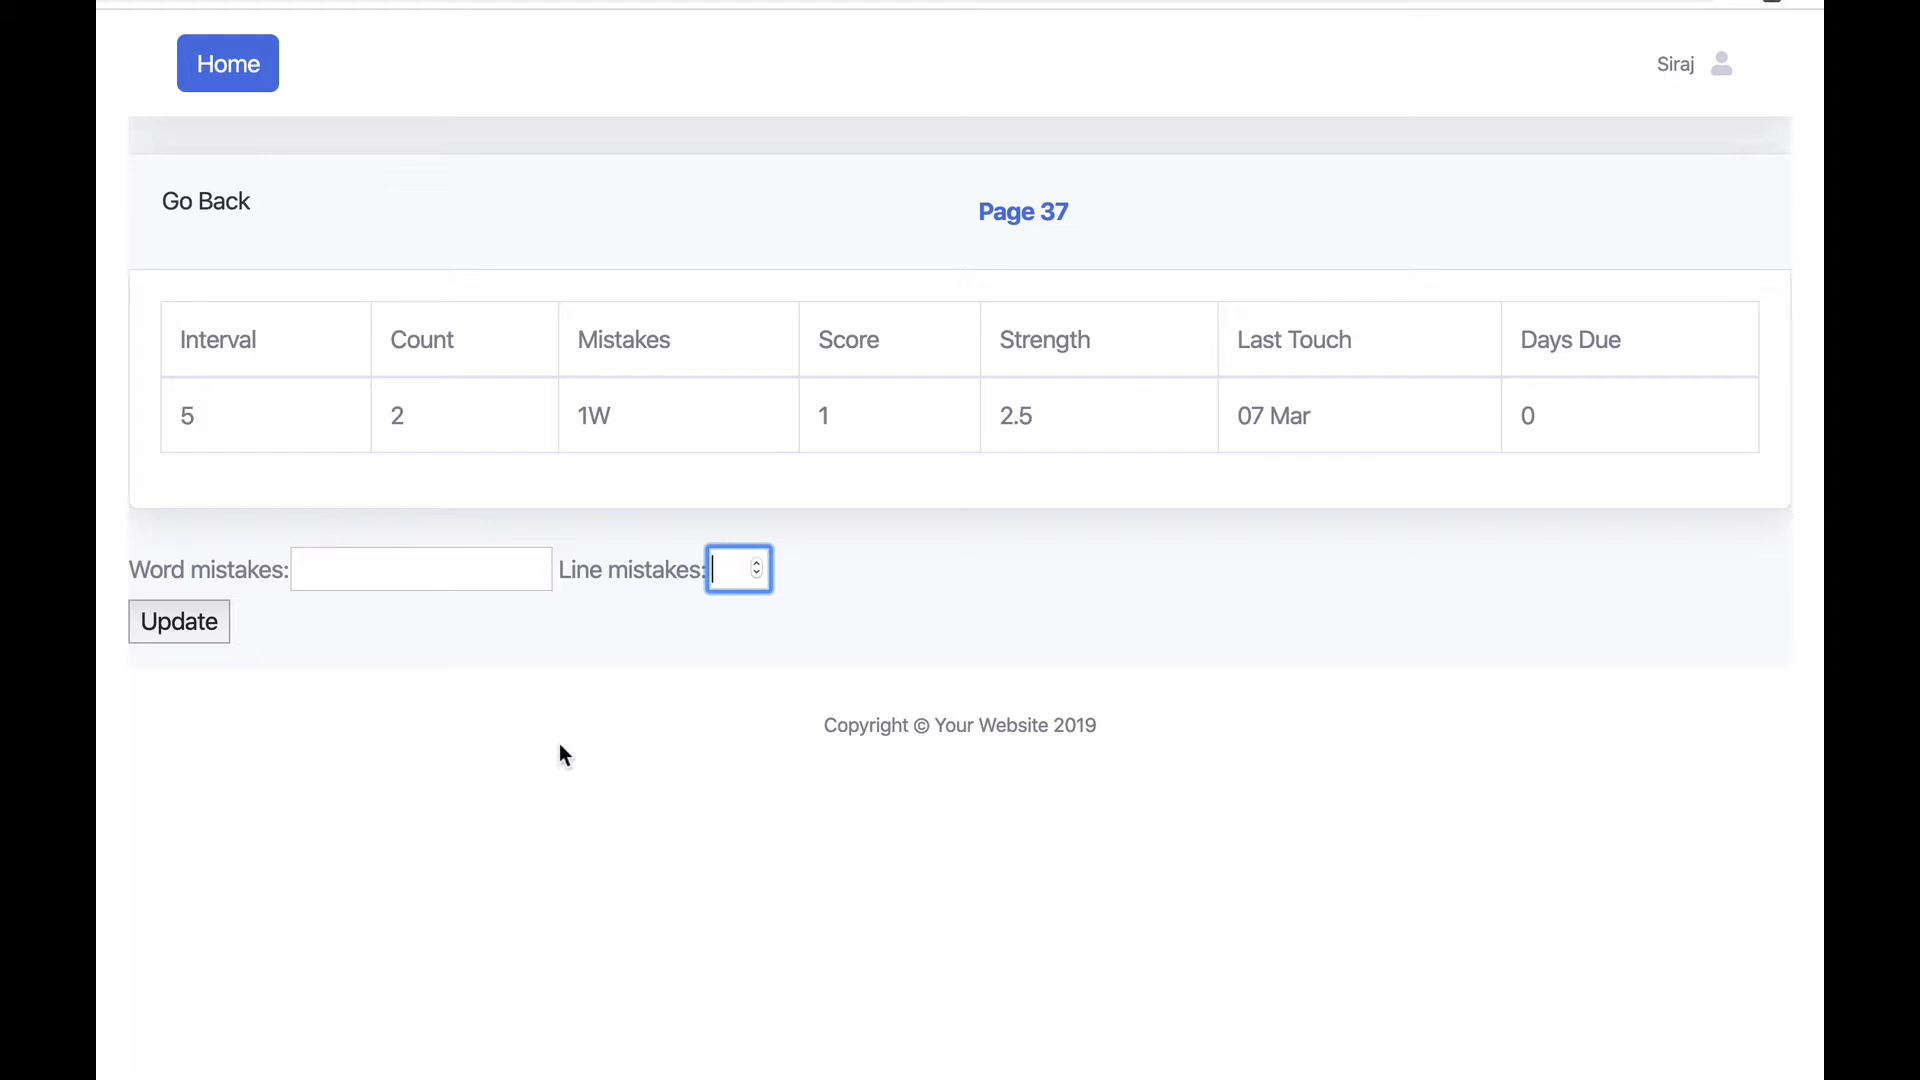 Home
Siraj
Go Back
Page 37
Interval Count Mistakes Score Strength Last Touch Days Due
5 2 1W 1 2.5 07 Mar 0
Word mistakes: Line mistakes:
Update
Copyright © Your Website 2019